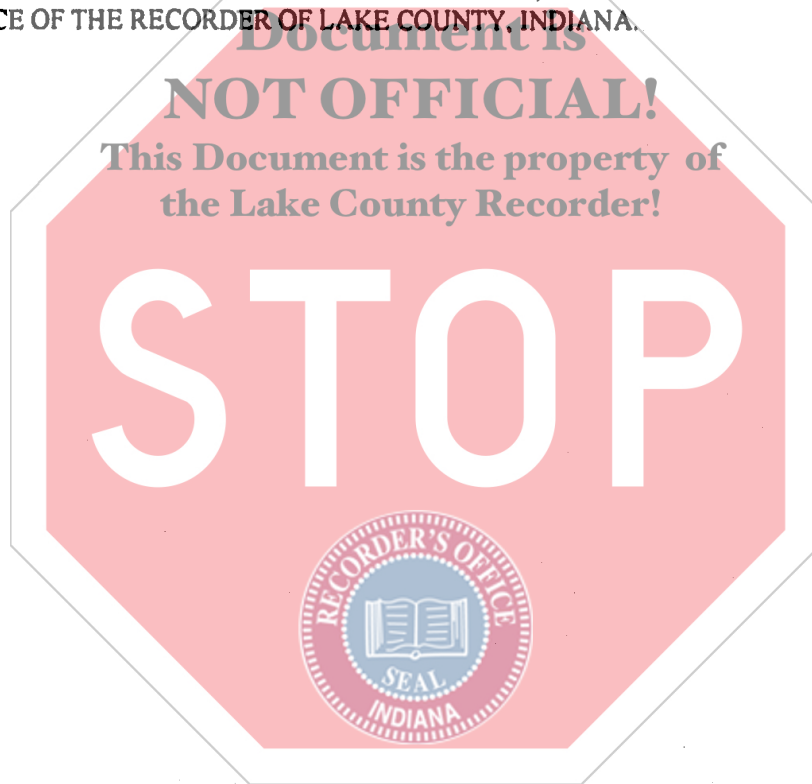 CE OF THE RECORDER OF LAKE COUNTY, INDIANA.
Document is
NOT OFFICIAL!
This Document is the property of
the Lake County Recorder!
STOP
RECORDER'S OFFICE
SEAL
INDIANA